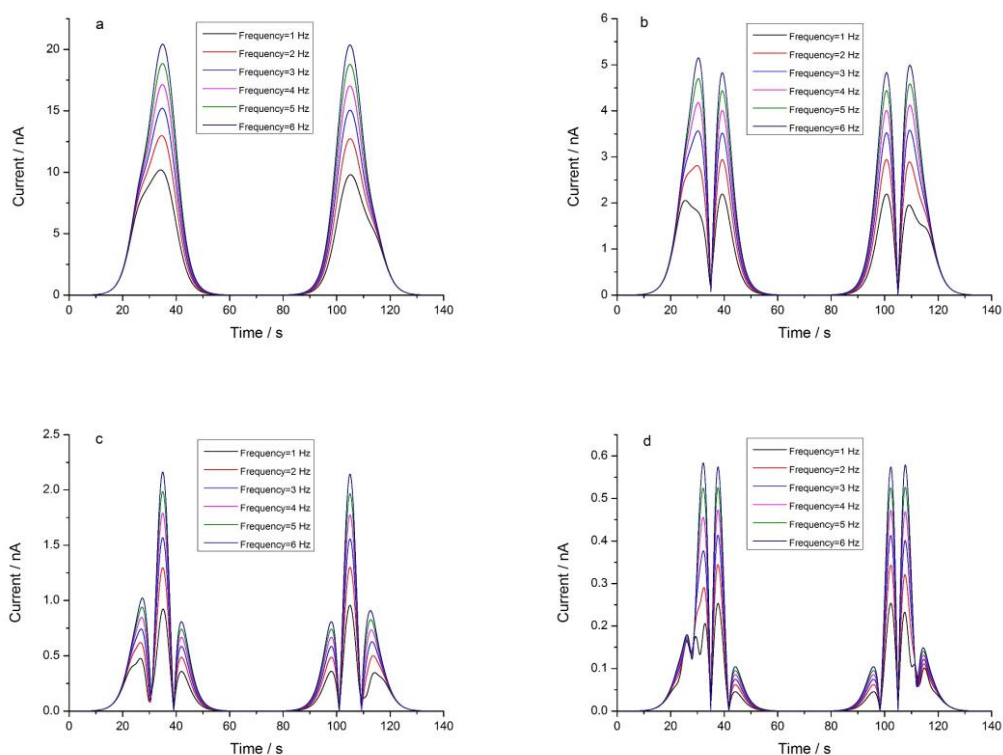 a
Frequency=1 Hz
Frequency=2 Hz
Frequency=3 Hz
Frequency=4 Hz
Frequency=5 Hz
Frequency=6 Hz
20
15
10
5
0
Current / nA
0 20 40 60 80 100 120 140
Time / s
b
Frequency=1 Hz
Frequency=2 Hz
Frequency=3 Hz
Frequency=4 Hz
Frequency=5 Hz
Frequency=6 Hz
6
5
4
3
2
1
0
Current / nA
0 20 40 60 80 100 120 140
Time / s
c
Frequency=1 Hz
Frequency=2 Hz
Frequency=3 Hz
Frequency=4 Hz
Frequency=5 Hz
Frequency=6 Hz
2.5
2.0
1.5
1.0
0.5
0.0
Current / nA
0 20 40 60 80 100 120 140
Time / s
d
Frequency=1 Hz
Frequency=2 Hz
Frequency=3 Hz
Frequency=4 Hz
Frequency=5 Hz
Frequency=6 Hz
0.6
0.5
0.4
0.3
0.2
0.1
0.0
Current / nA
0 20 40 60 80 100 120 140
Time / s